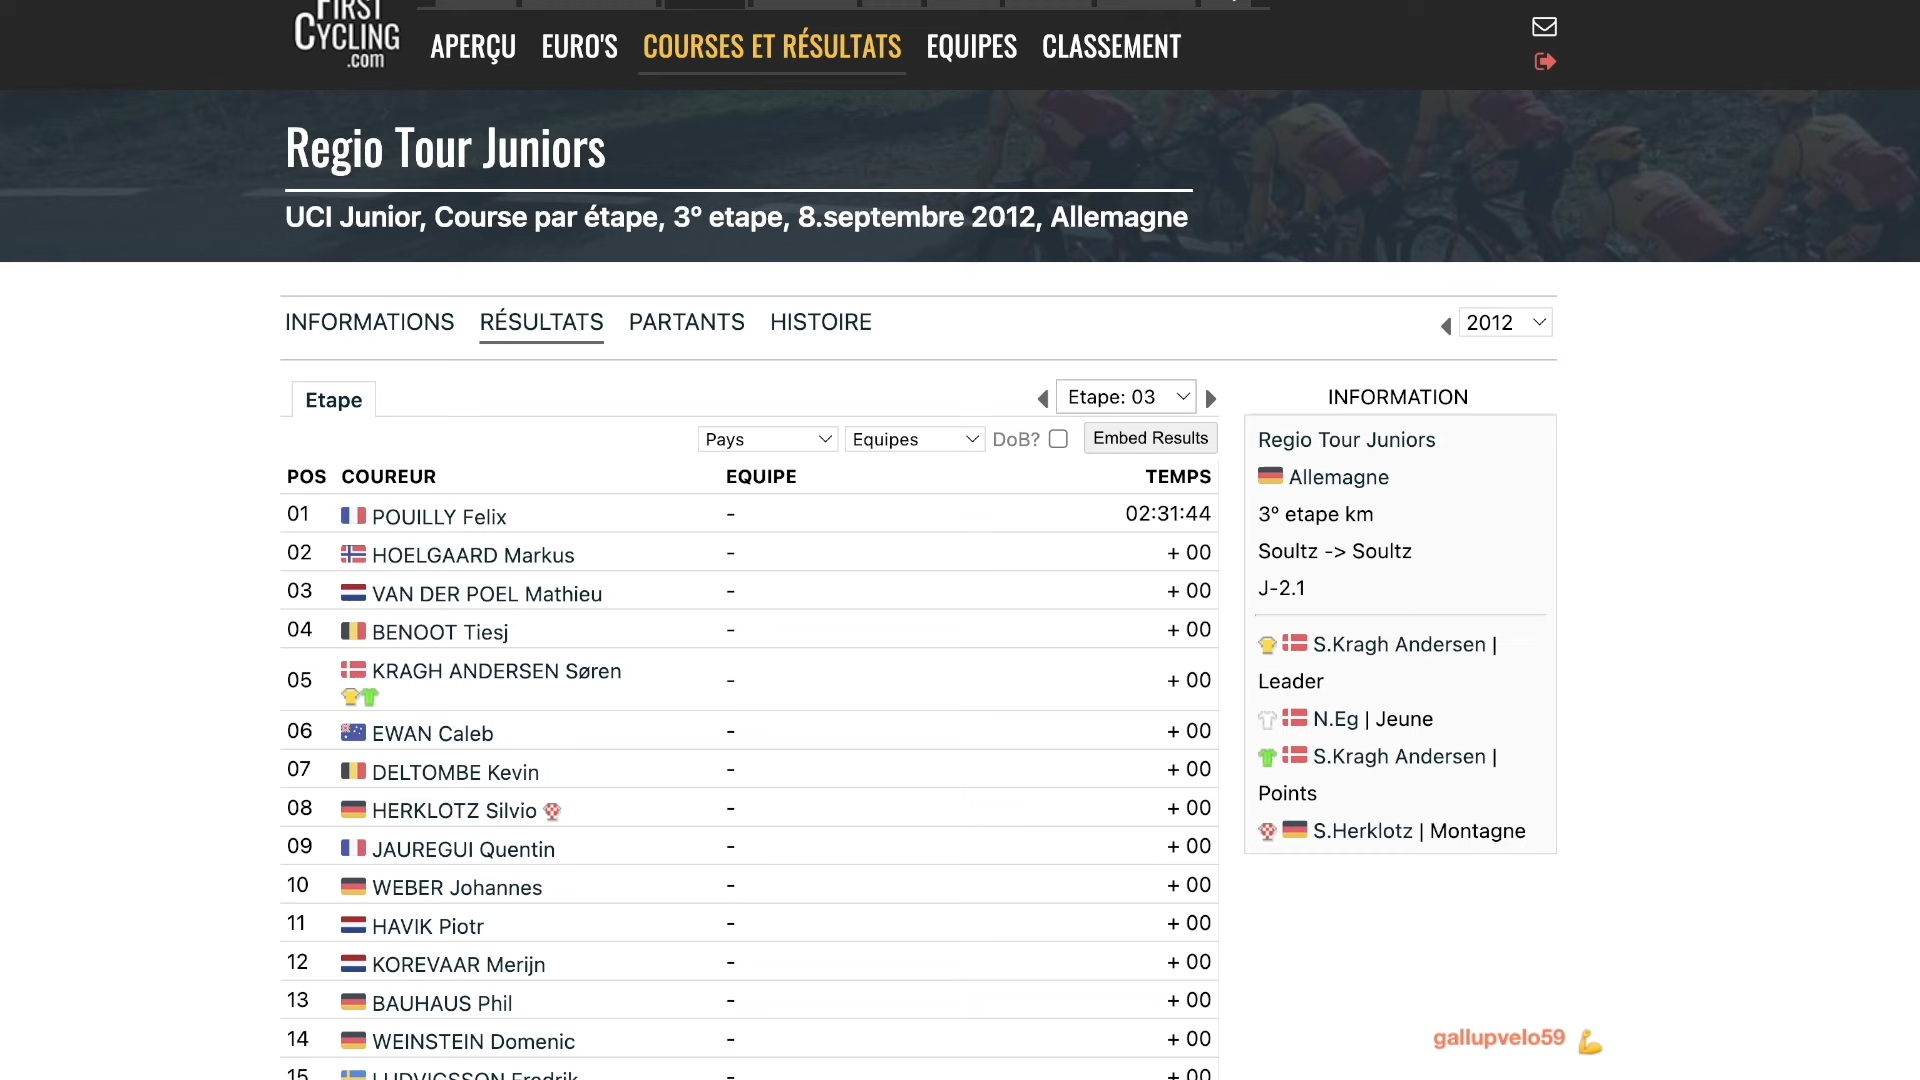 FIRST
CYCLING
.com
APERÇU EURO'S COURSES ET RÉSULTATS EQUIPES CLASSEMENT
Regio Tour Juniors
UCI Junior, Course par étape, 3º etape, 8.septembre 2012, Allemagne
INFORMATIONS RÉSULTATS PARTANTS HISTOIRE 2012
Etape Etape: 03
Pays Equipes DoB? Embed Results
POS COUREUR EQUIPE TEMPS
01 POUILLY Felix - 02:31:44
02 HOELGAARD Markus - + 00
03 VAN DER POEL Mathieu - + 00
04 BENOOT Tiesj - + 00
05 KRAGH ANDERSEN Søren - + 00
06 EWAN Caleb - + 00
07 DELTOMBE Kevin - + 00
08 HERKLOTZ Silvio - + 00
09 JAUREGUI Quentin - + 00
10 WEBER Johannes - + 00
11 HAVIK Piotr - + 00
12 KOREVAAR Merijn - + 00
13 BAUHAUS Phil - + 00
14 WEINSTEIN Domenic - + 00
15 LUDVIGSSON Fredrik - + 00
INFORMATION
Regio Tour Juniors
Allemagne
3º etape km
Soultz -> Soultz
J-2.1
S.Kragh Andersen |
Leader
N.Eg | Jeune
S.Kragh Andersen |
Points
S.Herklotz | Montagne
gallupvelo59 💪